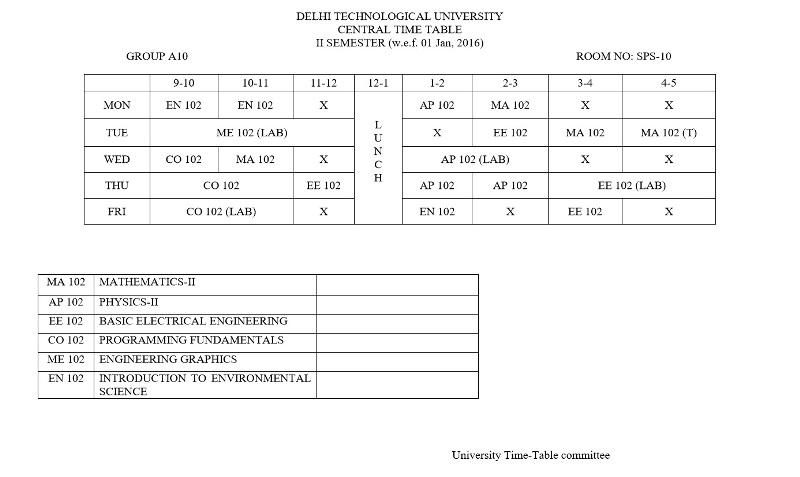 DELHI TECHNOLOGICAL UNIVERSITY
CENTRAL TIME TABLE
II SEMESTER (w.e.f. 01 Jan, 2016)
GROUP A10 ROOM NO: SPS-10
9-10 10-11 11-12 12-1 1-2 2-3 3-4 4-5
MON EN 102 EN 102 X AP 102 MA 102 X X
TUE ME 102 (LAB) X EE 102 MA 102 MA 102 (T)
WED CO 102 MA 102 X AP 102 (LAB) X X
THU CO 102 EE 102 AP 102 AP 102 EE 102 (LAB)
FRI CO 102 (LAB) X EN 102 X EE 102 X
L
U
N
C
H
MA 102 MATHEMATICS-II
AP 102 PHYSICS-II
EE 102 BASIC ELECTRICAL ENGINEERING
CO 102 PROGRAMMING FUNDAMENTALS
ME 102 ENGINEERING GRAPHICS
EN 102 INTRODUCTION TO ENVIRONMENTAL
SCIENCE
University Time-Table committee